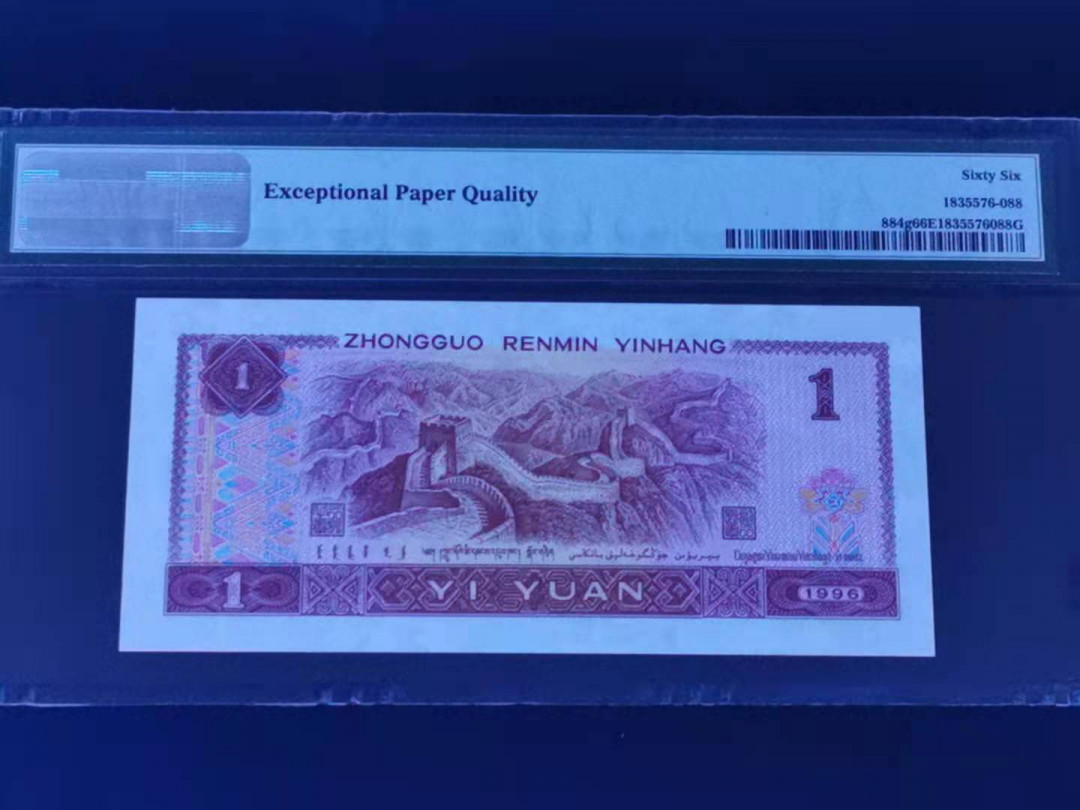 Exceptional Paper Quality
Sixty Six
1835576-088
884g66E1835576088G
ZHONGGUO RENMIN YINHANG
1
1
1
YI YUAN
1996